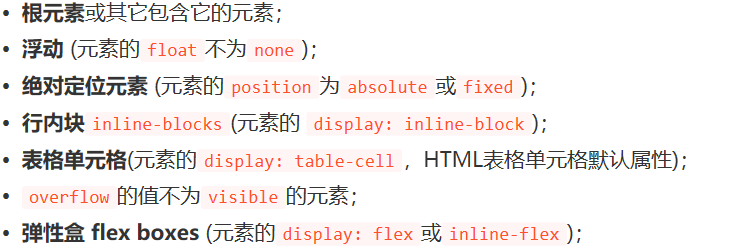 • 根元素或其它包含它的元素；
• 浮动 (元素的 float 不为 none )；
• 绝对定位元素 (元素的 position 为 absolute 或 fixed )；
• 行内块 inline-blocks (元素的 display: inline-block )；
• 表格单元格(元素的 display: table-cell ，HTML表格单元格默认属性)；
• overflow 的值不为 visible 的元素；
• 弹性盒 flex boxes (元素的 display: flex 或 inline-flex )；